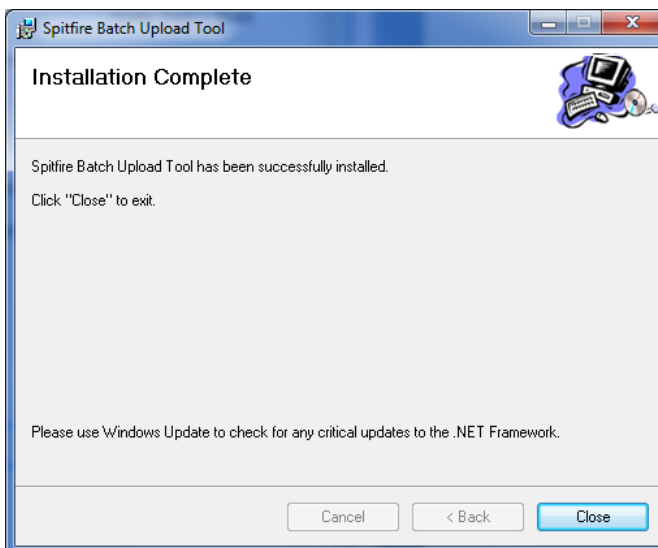 Spitfire Batch Upload Tool
Installation Complete
Spitfire Batch Upload Tool has been successfully installed.
Click "Close" to exit.
Please use Windows Update to check for any critical updates to the .NET Framework.
Cancel
< Back
Close